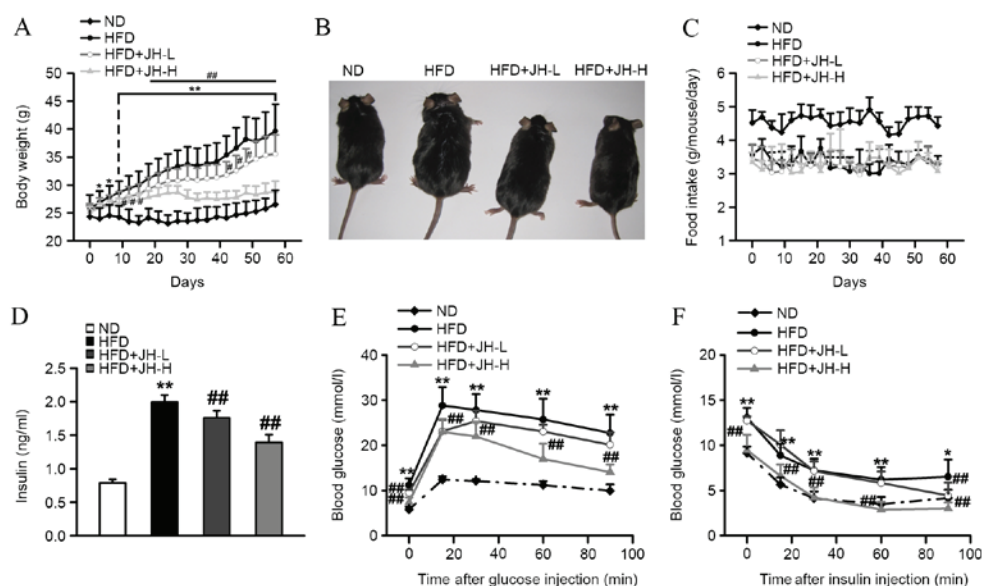 A
ND
HFD
HFD+JH-L
HFD+JH-H
##
**
Body weight (g)
50
45
40
35
30
25
20
* *
###
# # #
0 10 20 30 40 50 60
Days
B
ND HFD HFD+JH-L HFD+JH-H
C
ND
HFD
HFD+JH-L
HFD+JH-H
Food intake (g/mouse/day)
7
6
5
4
3
2
1
0 10 20 30 40 50 60
Days
D
ND
HFD
HFD+JH-L
HFD+JH-H
Insulin (ng/ml)
2.5
2.0
1.5
1.0
0.5
0.0
** ## ##
E
ND
HFD
HFD+JH-L
HFD+JH-H
Blood glucose (mmol/l)
40
30
20
10
0
** ** ** ** **
##
##
##
##
##
##
0 20 40 60 80 100
Time after glucose injection (min)
F
ND
HFD
HFD+JH-L
HFD+JH-H
Blood glucose (mmol/l)
20
15
10
5
0
** ** ** ** *
##
##
##
##
##
##
0 20 40 60 80 100
Time after insulin injection (min)